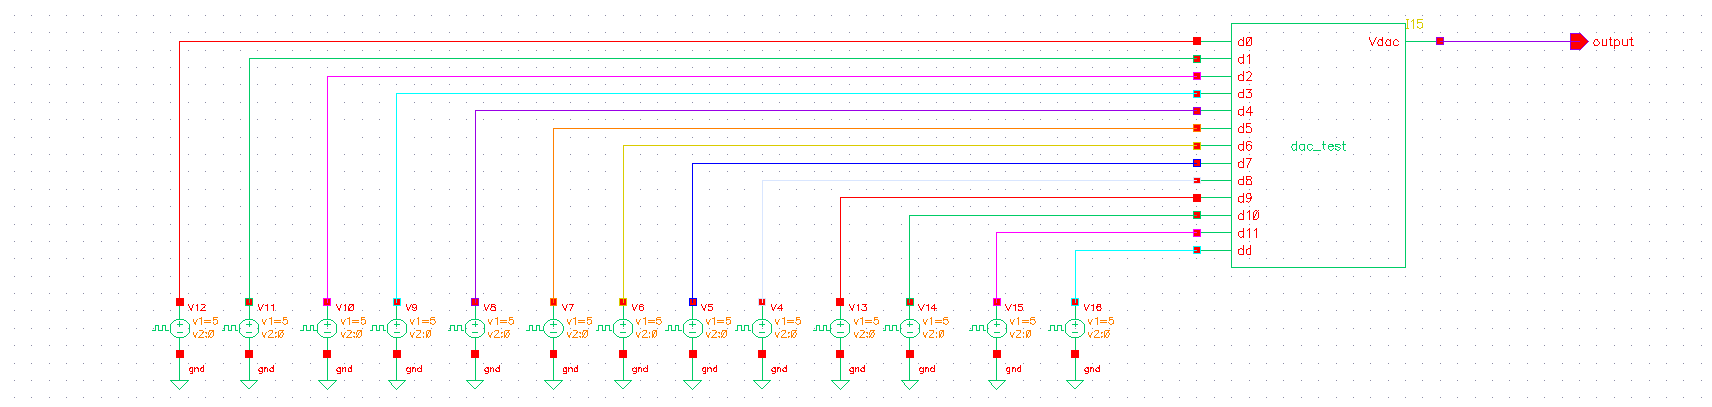 I15
d0 Vdac output
d1
d2
d3
d4
d5
d6 dac_test
d7
d8
d9
d10
d11
dd
V12 V11 V10 V9 V8 V7 V6 V5 V4 V13 V14 V15 V16
v1=5 v1=5 v1=5 v1=5 v1=5 v1=5 v1=5 v1=5 v1=5 v1=5 v1=5 v1=5 v1=5
v2:0 v2:0 v2:0 v2:0 v2:0 v2:0 v2:0 v2:0 v2:0 v2:0 v2:0 v2:0 v2:0
gnd gnd gnd gnd gnd gnd gnd gnd gnd gnd gnd gnd gnd